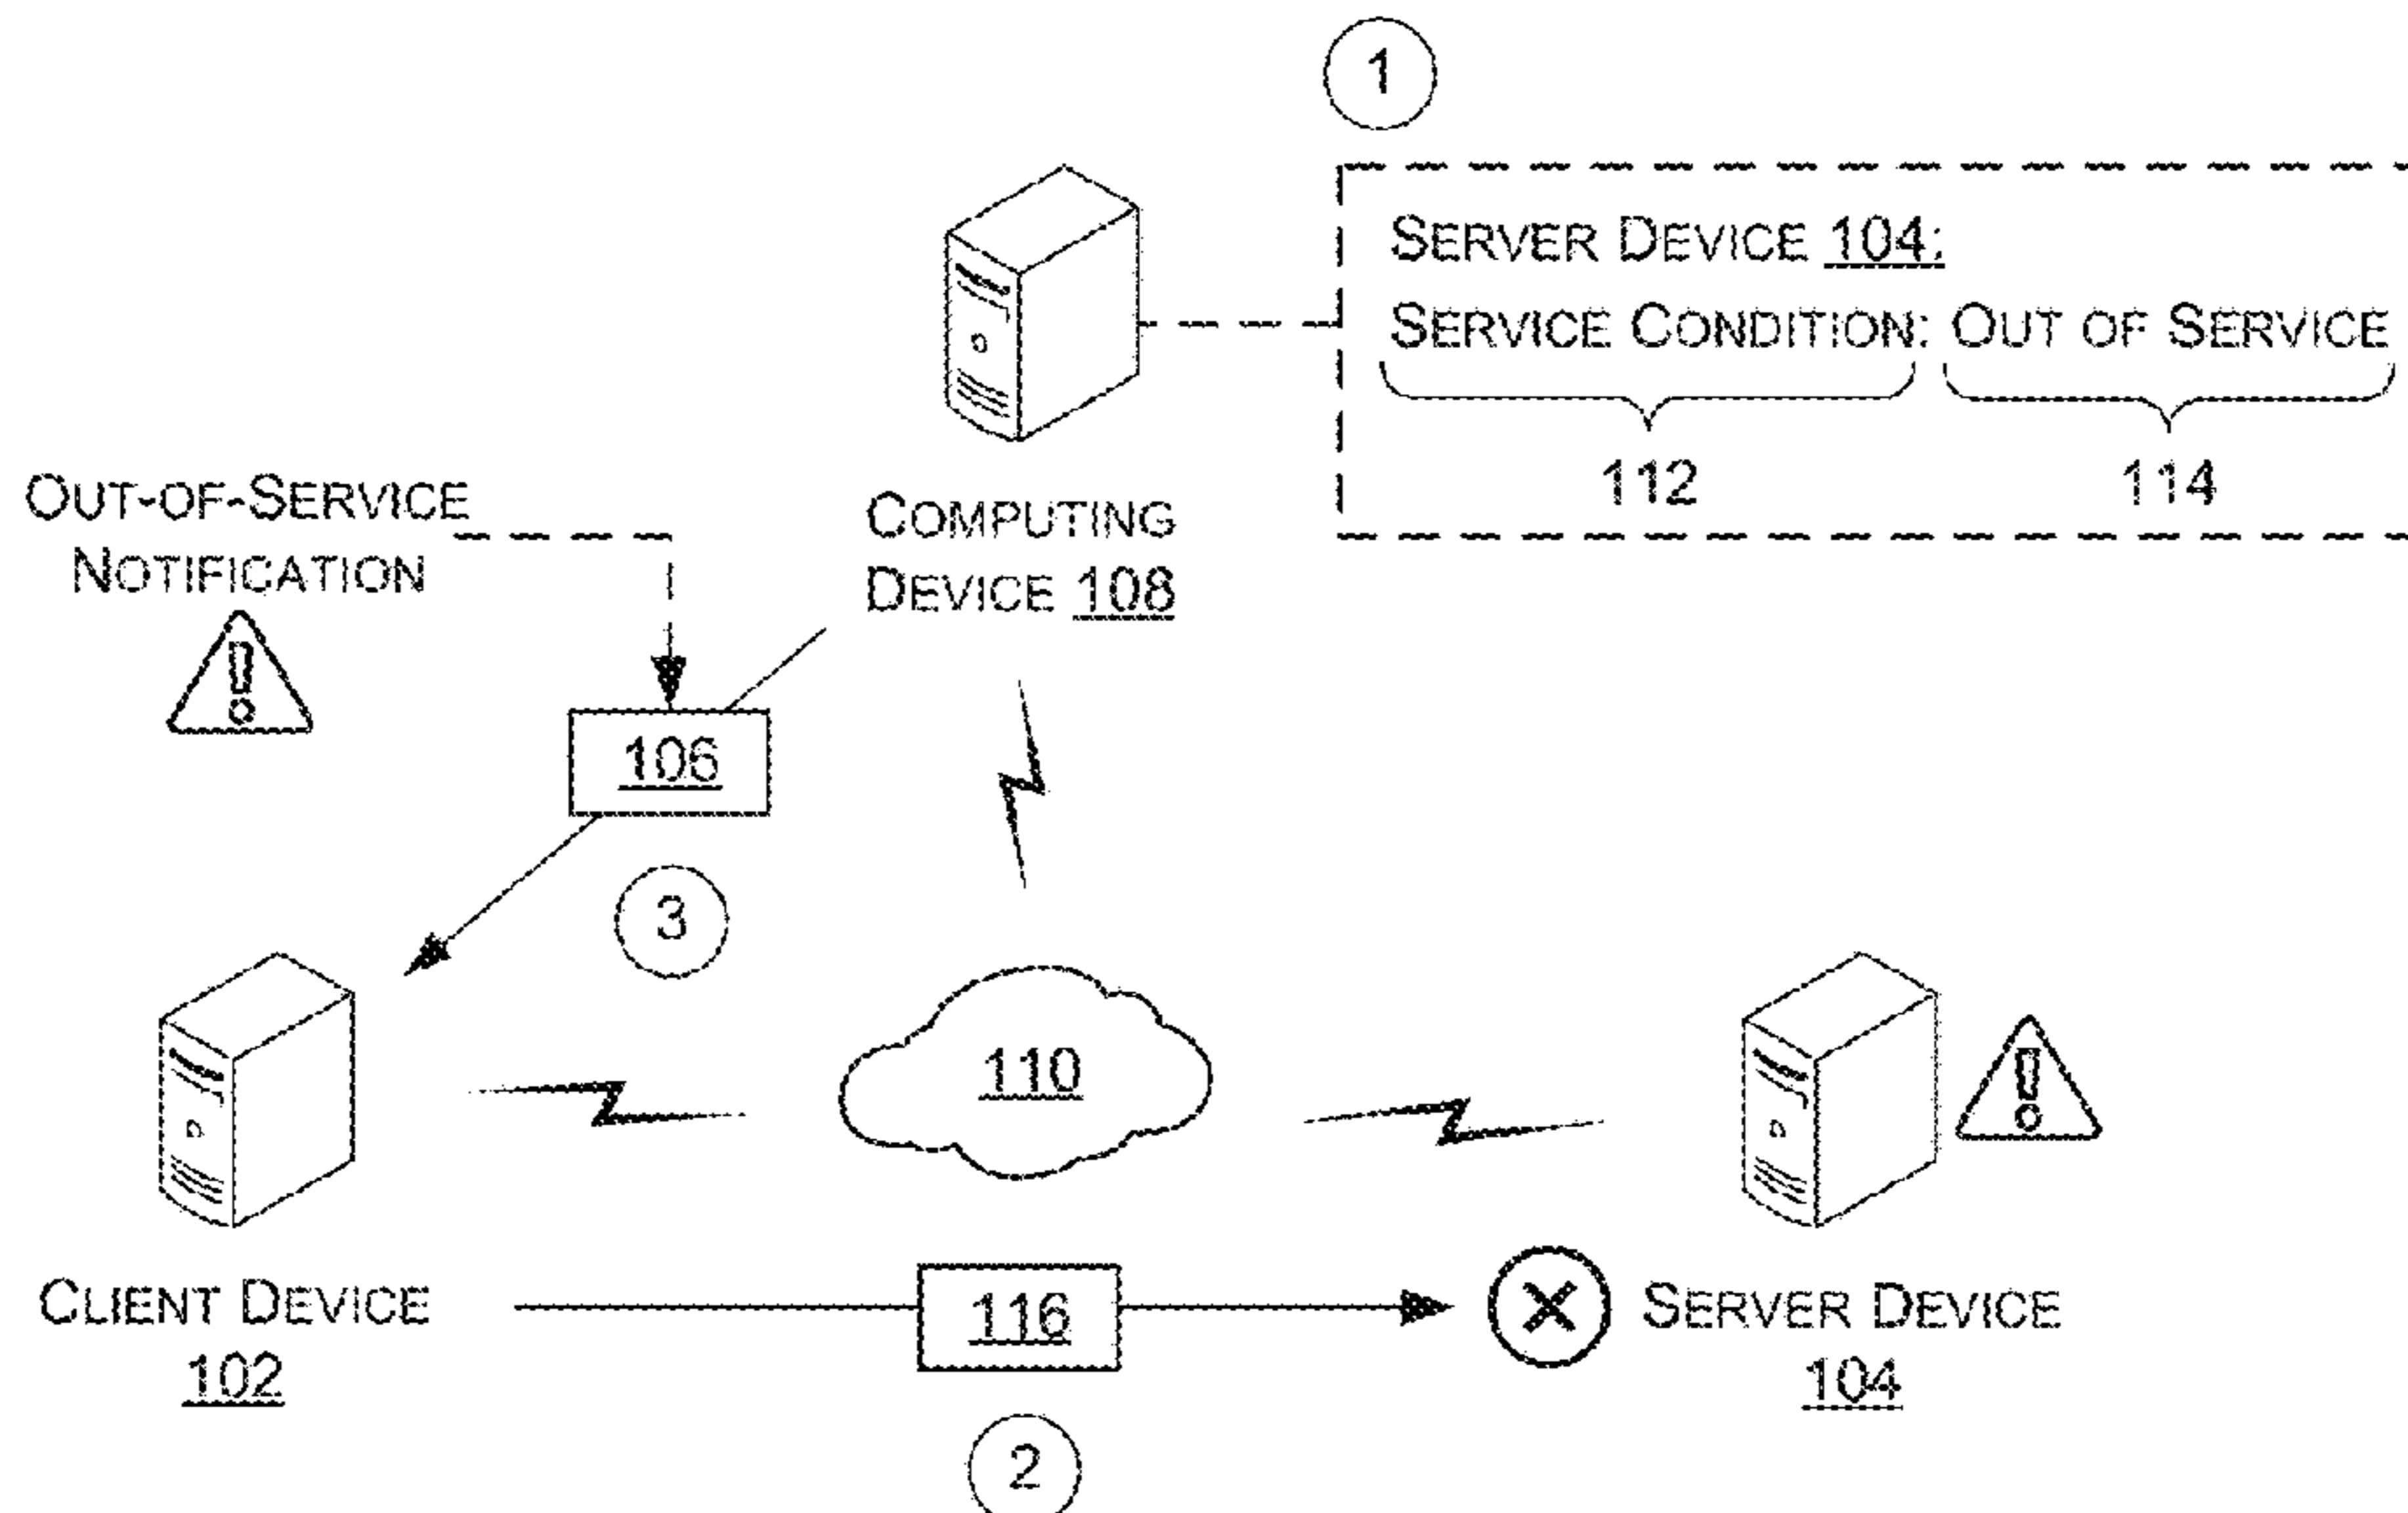 1
SERVER DEVICE 104:
SERVICE CONDITION: OUT OF SERVICE
112 114
OUT-OF-SERVICE
NOTIFICATION
COMPUTING
DEVICE 108
106
3
110
CLIENT DEVICE
102
116
SERVER DEVICE
104
2